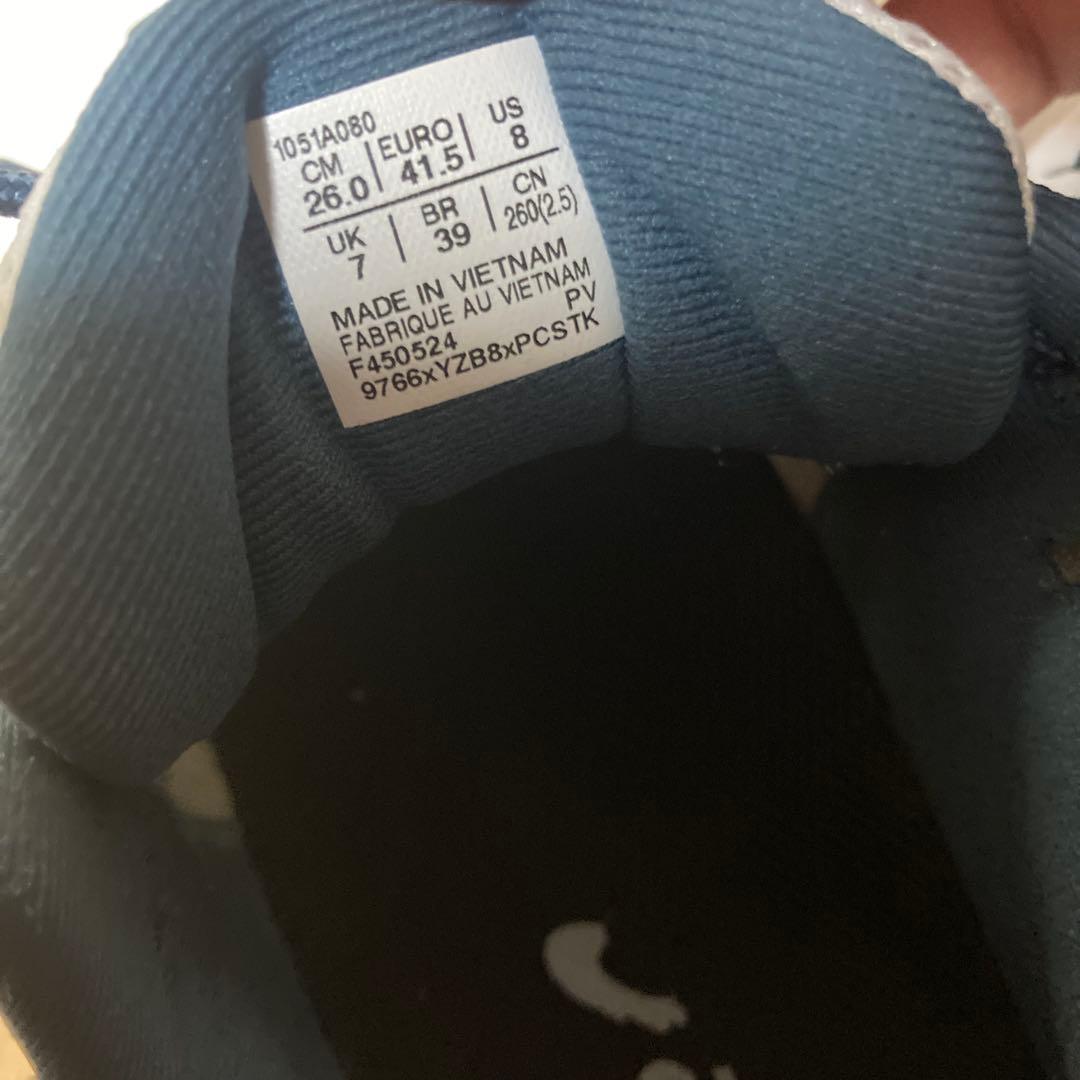 1051A080
CM | EURO | US
26.0 | 41.5 | 8
UK | BR | CN
7 | 39 | 260(2.5)
MADE IN VIETNAM
FABRIQUE AU VIETNAM
PV
F450524
9766xYZB8xPCSTK